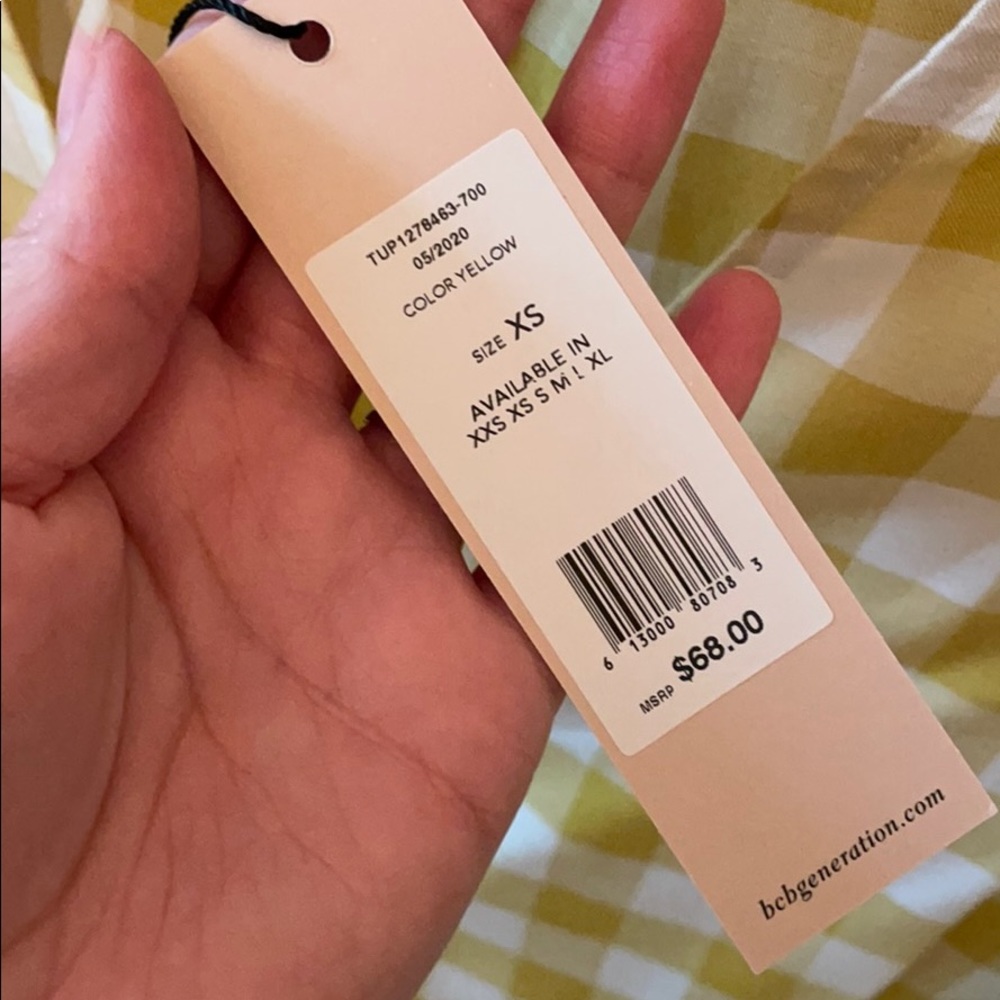 TUP1278463-700
05/2020
COLOR YELLOW
SIZE XS
AVAILABLE IN
XXS XS S M L XL
6 13000 80708 3
MSRP $68.00
bcbgeneration.com